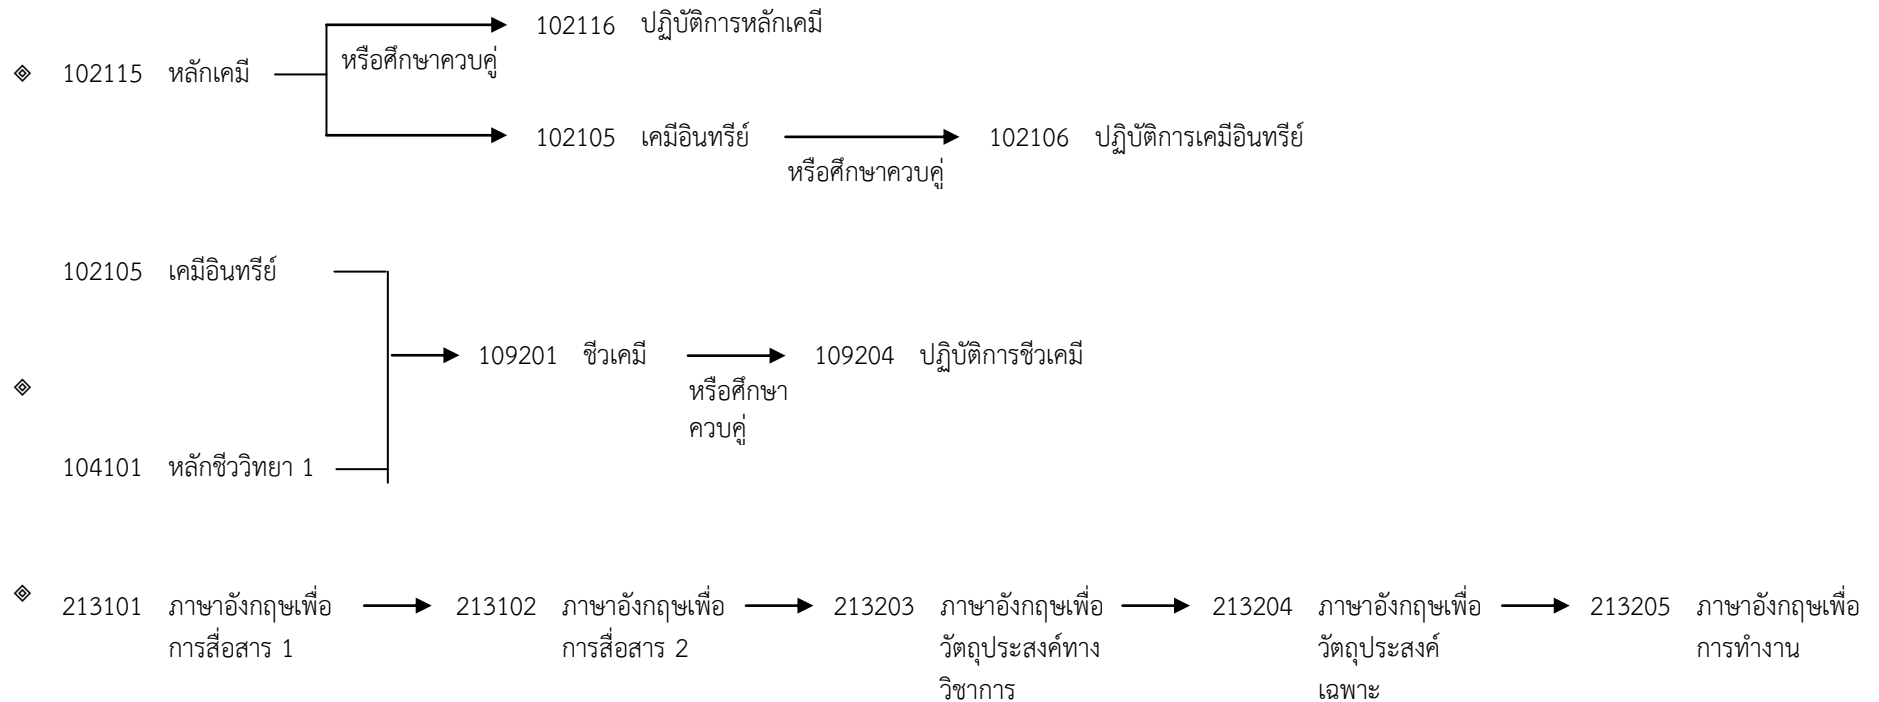 102116 ปฏิบัติการหลักเคมี
หรือศึกษาควบคู่
102115 หลักเคมี
102105 เคมีอินทรีย์
102106 ปฏิบัติการเคมีอินทรีย์
หรือศึกษาควบคู่
102105 เคมีอินทรีย์
109201 ชีวเคมี
109204 ปฏิบัติการชีวเคมี
หรือศึกษา
ควบคู่
104101 หลักชีววิทยา 1
213101 ภาษาอังกฤษเพื่อ
การสื่อสาร 1
213102 ภาษาอังกฤษเพื่อ
การสื่อสาร 2
213203 ภาษาอังกฤษเพื่อ
วัตถุประสงค์ทาง
วิชาการ
213204 ภาษาอังกฤษเพื่อ
วัตถุประสงค์
เฉพาะ
213205 ภาษาอังกฤษเพื่อ
การทำงาน